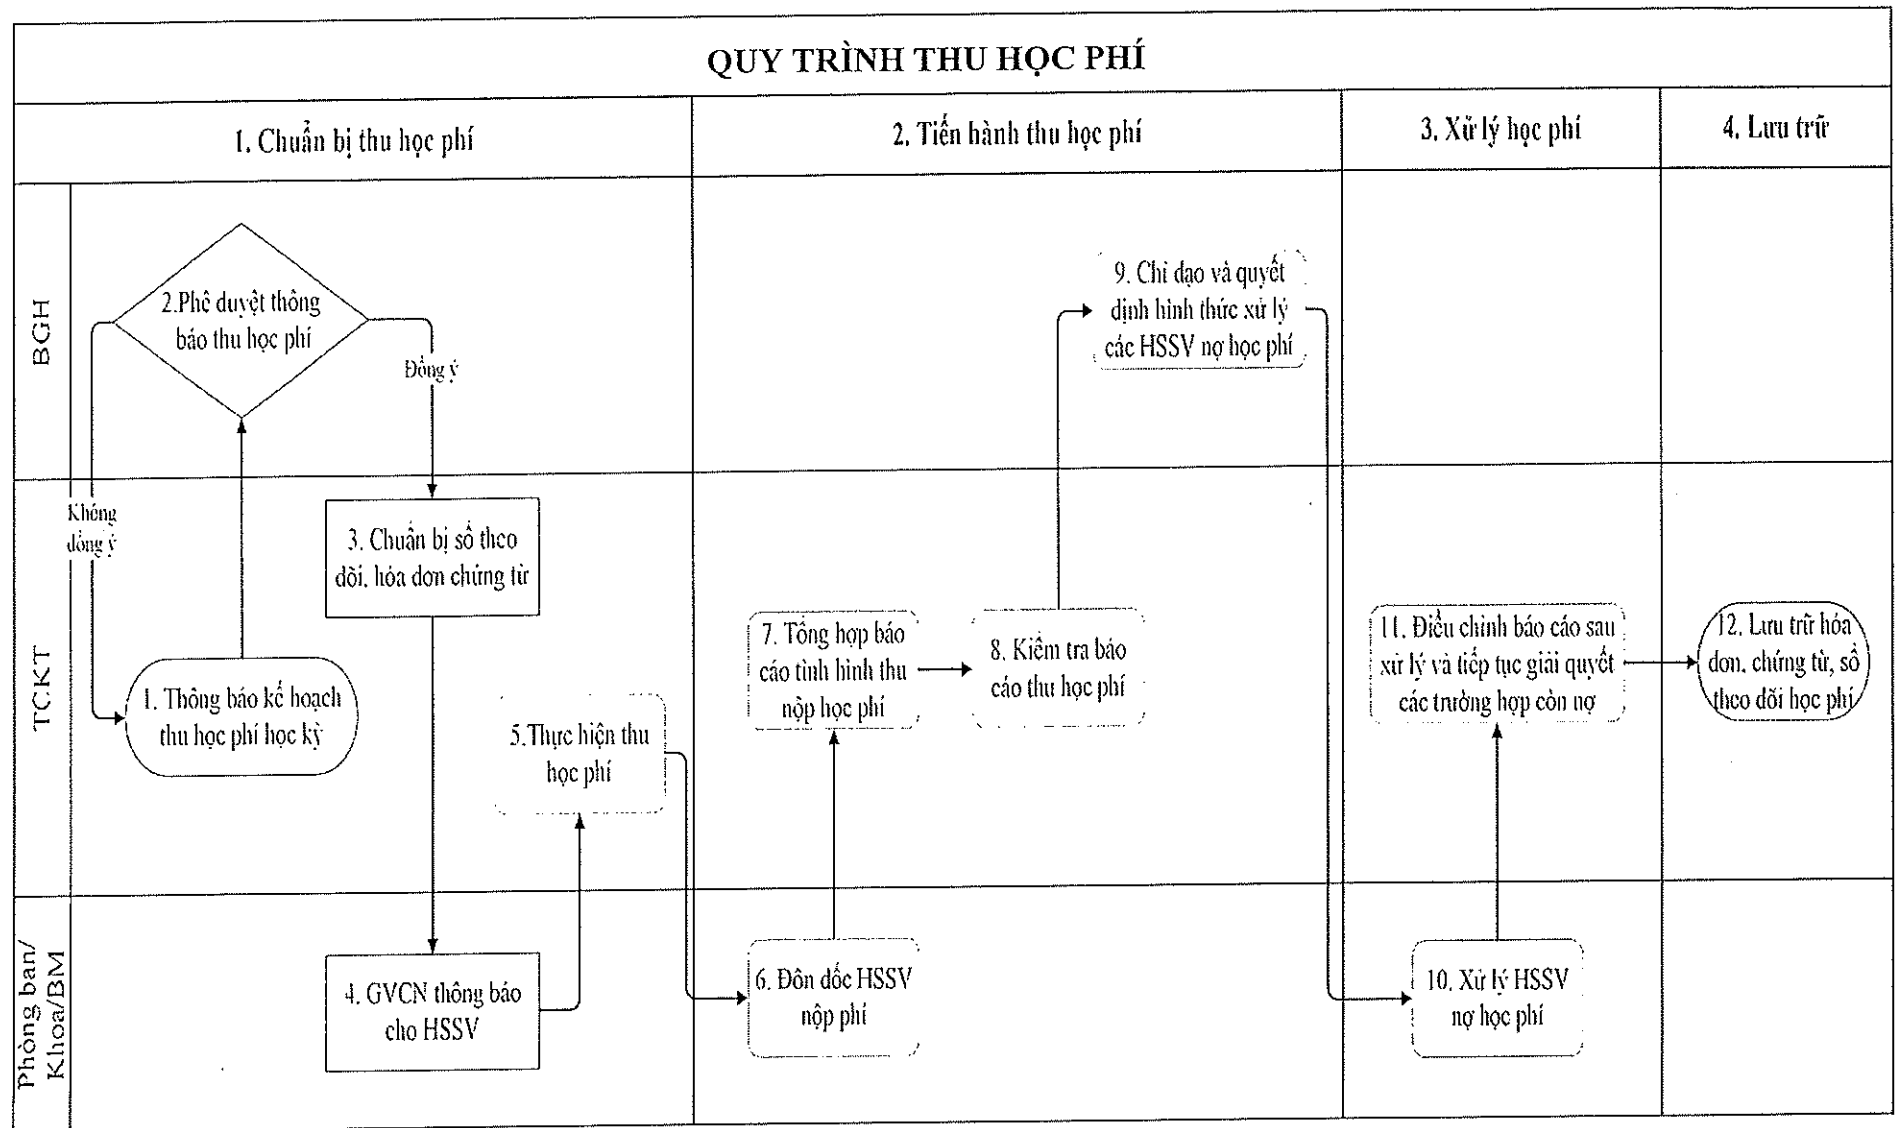 QUY TRÌNH THU HỌC PHÍ
1. Chuẩn bị thu học phí
2. Tiến hành thu học phí
3. Xử lý học phí
4. Lưu trữ
BGH
2.Phê duyệt thông
báo thu học phí
Đồng ý
9. Chỉ đạo và quyết
định hình thức xử lý
các HSSV nợ học phí
TCKT
Không
đồng ý
1. Thông báo kế hoạch
thu học phí học kỳ
3. Chuẩn bị sổ theo
dõi, hóa đơn chứng từ
5.Thực hiện thu
học phí
7. Tổng hợp báo
cáo tình hình thu
nộp học phí
8. Kiểm tra báo
cáo thu học phí
11. Điều chỉnh báo cáo sau
xử lý và tiếp tục giải quyết
các trường hợp còn nợ
12. Lưu trữ hóa
đơn, chứng từ, sổ
theo dõi học phí
Phòng ban/
Khoa/BM
4. GVCN thông báo
cho HSSV
6. Đôn đốc HSSV
nộp phí
10. Xử lý HSSV
nợ học phí